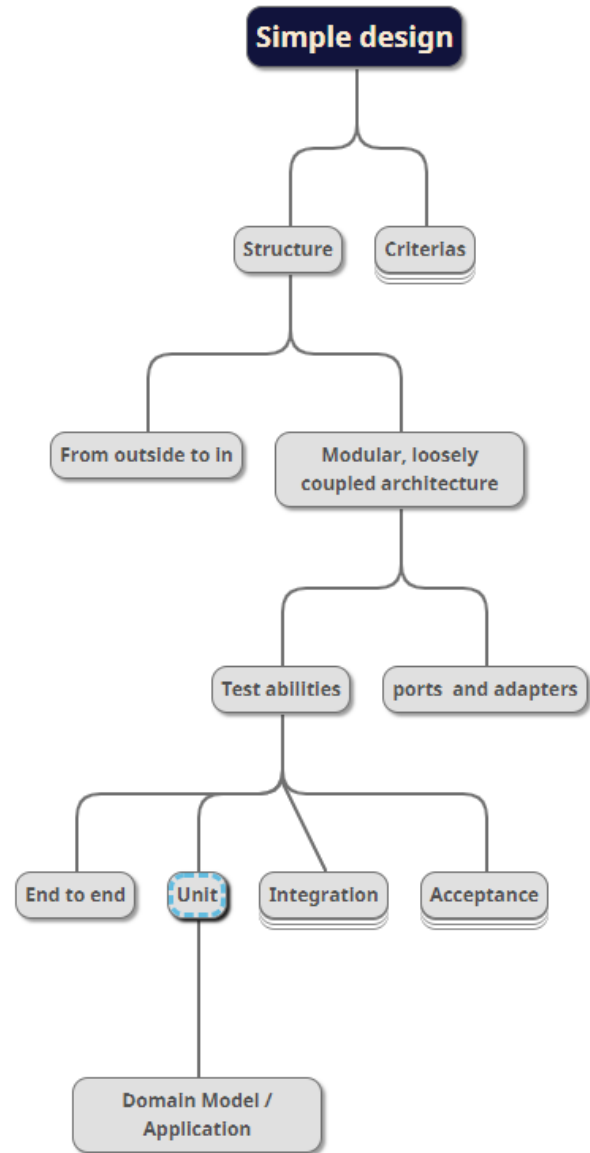 Simple design
Structure
Criterias
From outside to in
Modular, loosely
coupled architecture
Test abilities
ports and adapters
End to end
Unit
Integration
Acceptance
Domain Model /
Application